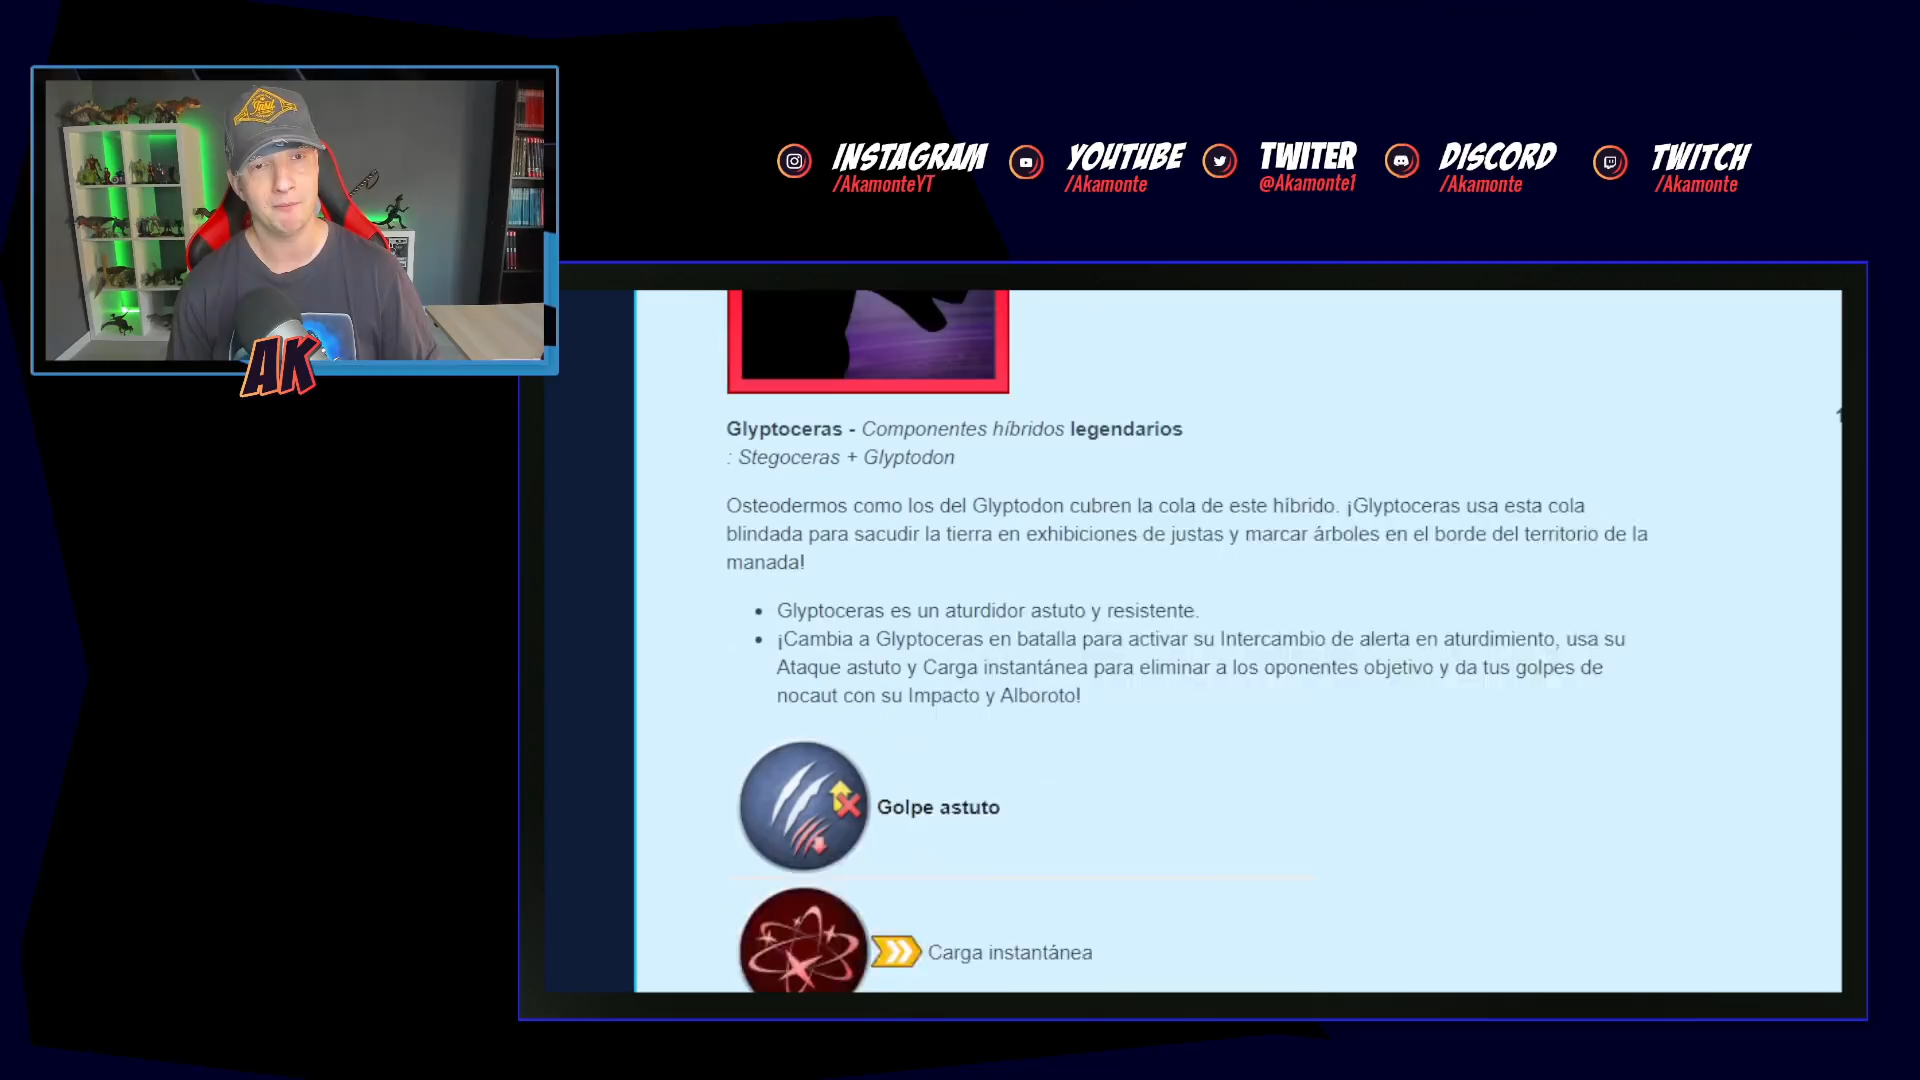 INSTAGRAM
/AkamonteYT
YOUTUBE
/Akamonte
TWITER
@Akamonte1
DISCORD
/Akamonte
TWITCH
/Akamonte
AK
Glyptoceras - Componentes híbridos legendarios
: Stegoceras + Glyptodon
Osteodermos como los del Glyptodon cubren la cola de este híbrido. ¡Glyptoceras usa esta cola
blindada para sacudir la tierra en exhibiciones de justas y marcar árboles en el borde del territorio de la
manada!
• Glyptoceras es un aturdidor astuto y resistente.
• ¡Cambia a Glyptoceras en batalla para activar su Intercambio de alerta en aturdimiento, usa su
Ataque astuto y Carga instantánea para eliminar a los oponentes objetivo y da tus golpes de
nocaut con su Impacto y Alboroto!
Golpe astuto
Carga instantánea